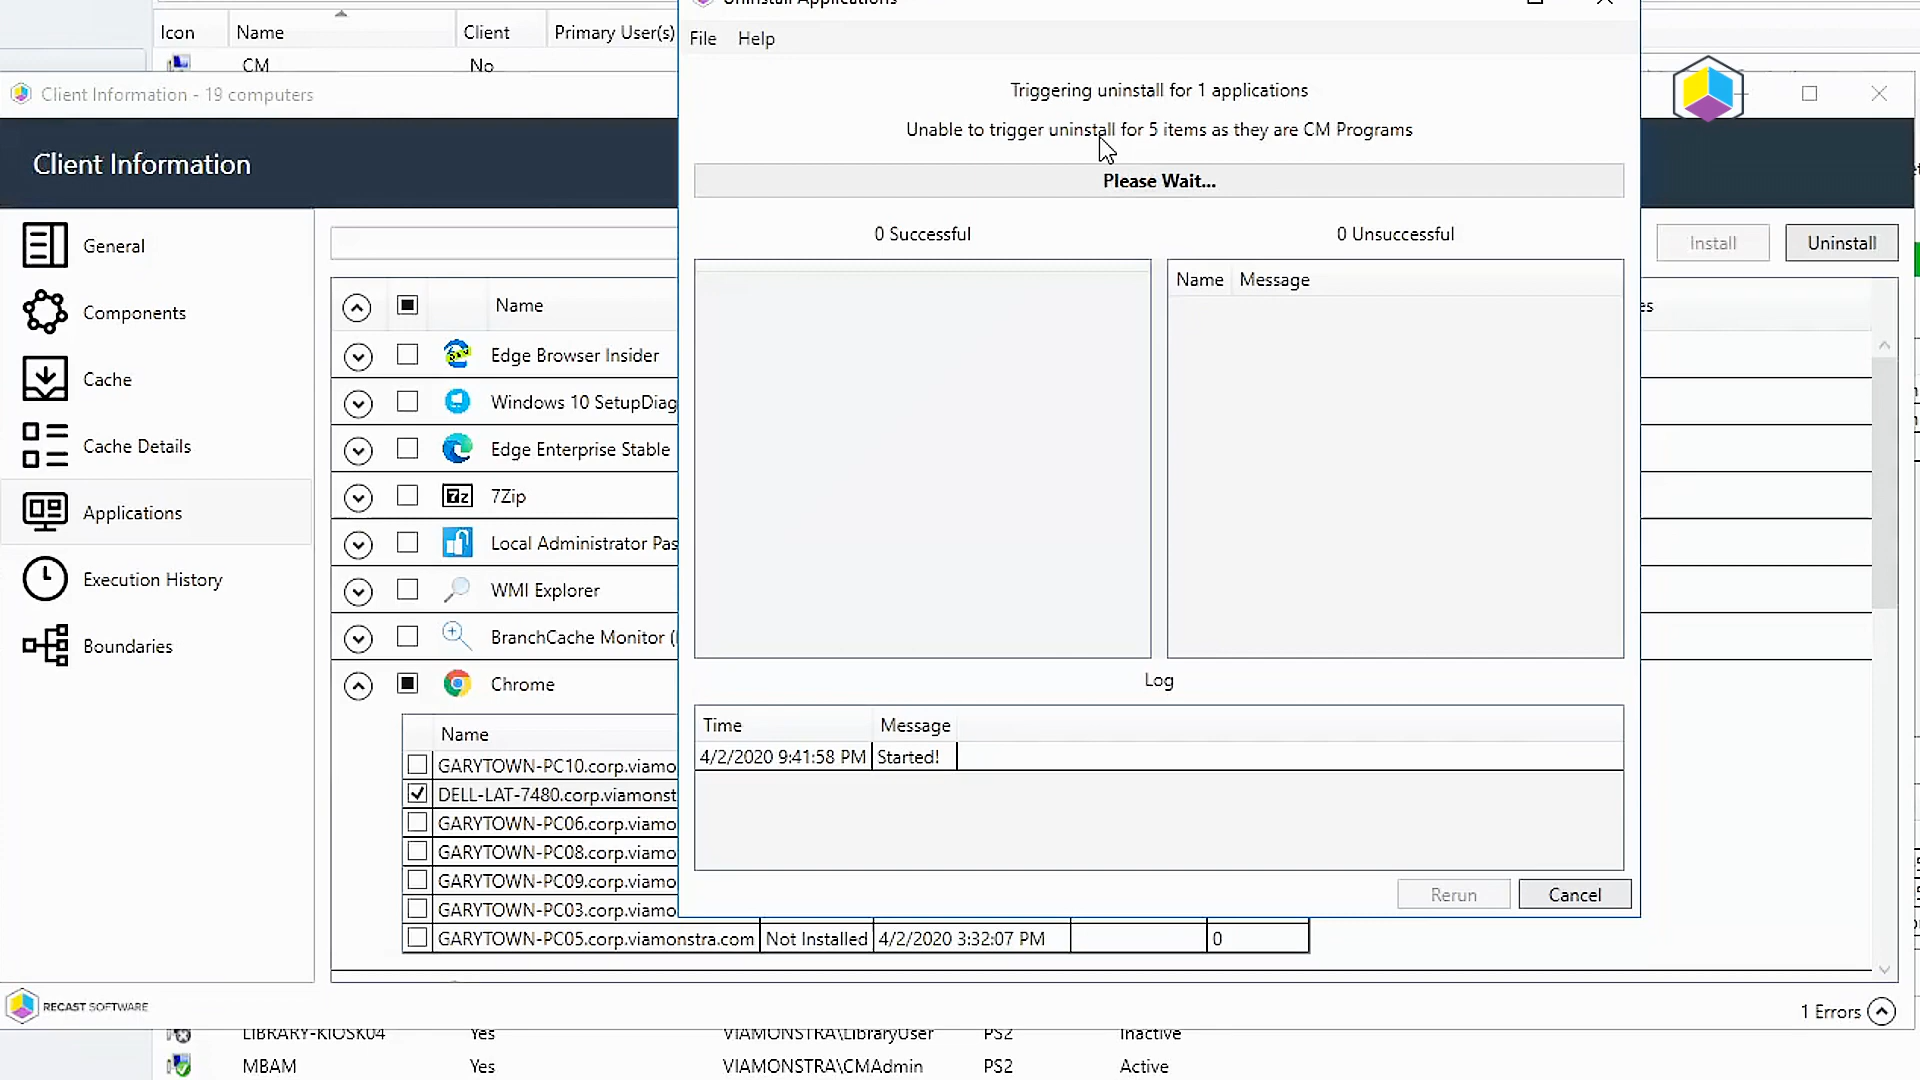 Icon Name Client Primary User(s)
CM No
Client Information - 19 computers
Client Information
General
Components
Cache
Cache Details
Applications
Execution History
Boundaries
RECAST SOFTWARE
Install Uninstall
Name
Edge Browser Insider
Windows 10 SetupDiag
Edge Enterprise Stable
7Zip
Local Administrator Pas
WMI Explorer
BranchCache Monitor (
Chrome
Name
GARYTOWN-PC10.corp.viamo
DELL-LAT-7480.corp.viamonst
GARYTOWN-PC06.corp.viamo
GARYTOWN-PC08.corp.viamo
GARYTOWN-PC09.corp.viamo
GARYTOWN-PC03.corp.viamo
GARYTOWN-PC05.corp.viamonstra.com Not Installed 4/2/2020 3:32:07 PM 0
Uninstall Applications
File Help
Triggering uninstall for 1 applications
Unable to trigger uninstall for 5 items as they are CM Programs
Please Wait...
0 Successful 0 Unsuccessful
Name Message
Log
Time Message
4/2/2020 9:41:58 PM Started!
Rerun Cancel
1 Errors
LIBRARY-KIOSK04 Yes VIAMONSTRA\LibraryUser PS2 Inactive
MBAM Yes VIAMONSTRA\CMAdmin PS2 Active